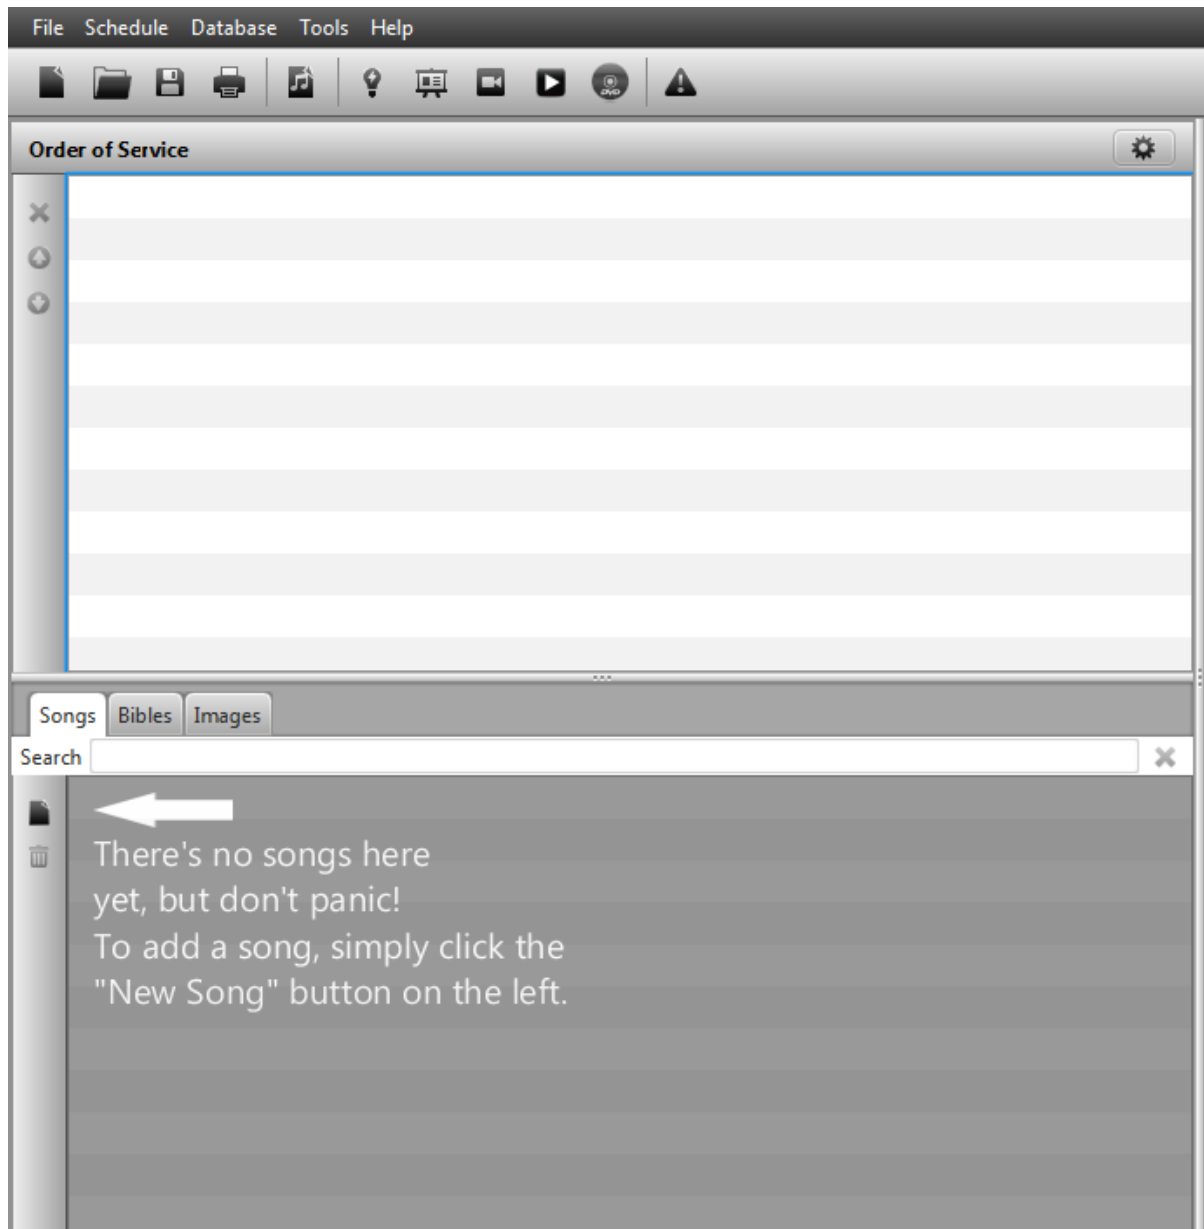 File Schedule Database Tools Help
DVD
Order of Service
Songs Bibles Images
Search
There's no songs here
yet, but don't panic!
To add a song, simply click the
"New Song" button on the left.